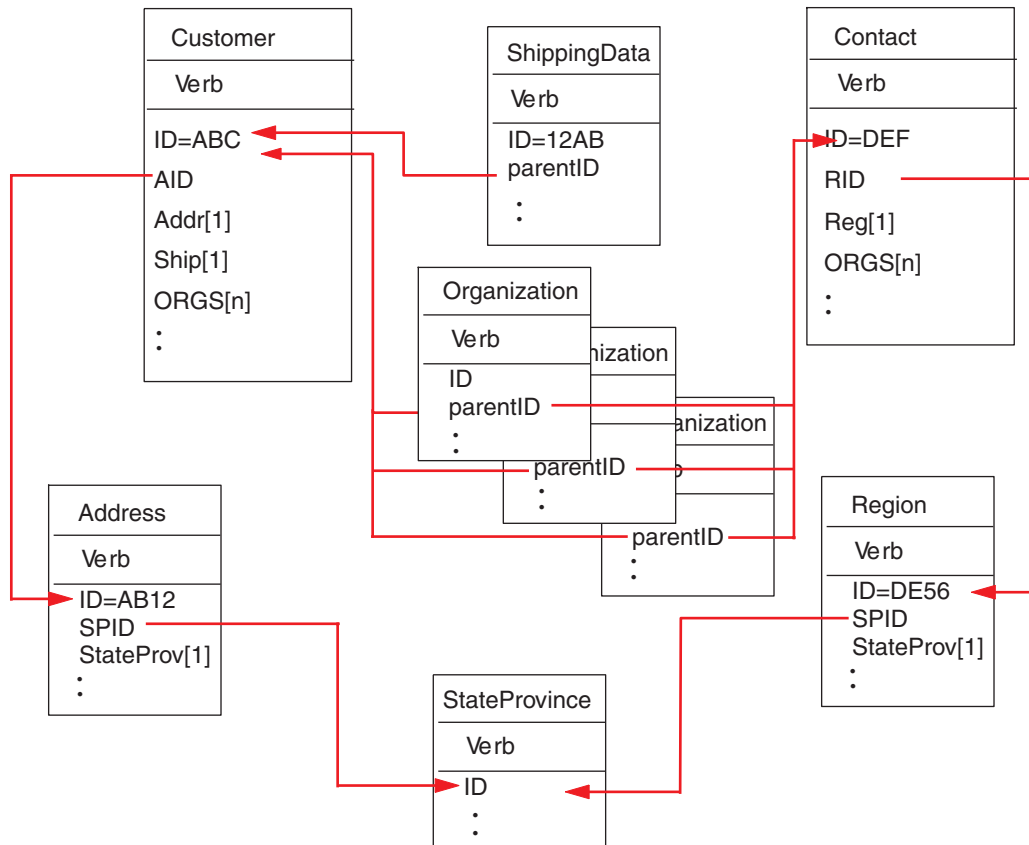 Customer
Verb
ID=ABC
AID
Addr[1]
Ship[1]
ORGS[n]
ShippingData
Verb
ID=12AB
parentID
Contact
Verb
ID=DEF
RID
Reg[1]
ORGS[n]
Organization
Verb
ID
parentID
nization
parentID
anization
b
parentID
Address
Verb
ID=AB12
SPID
StateProv[1]
Region
Verb
ID=DE56
SPID
StateProv[1]
StateProvince
Verb
ID